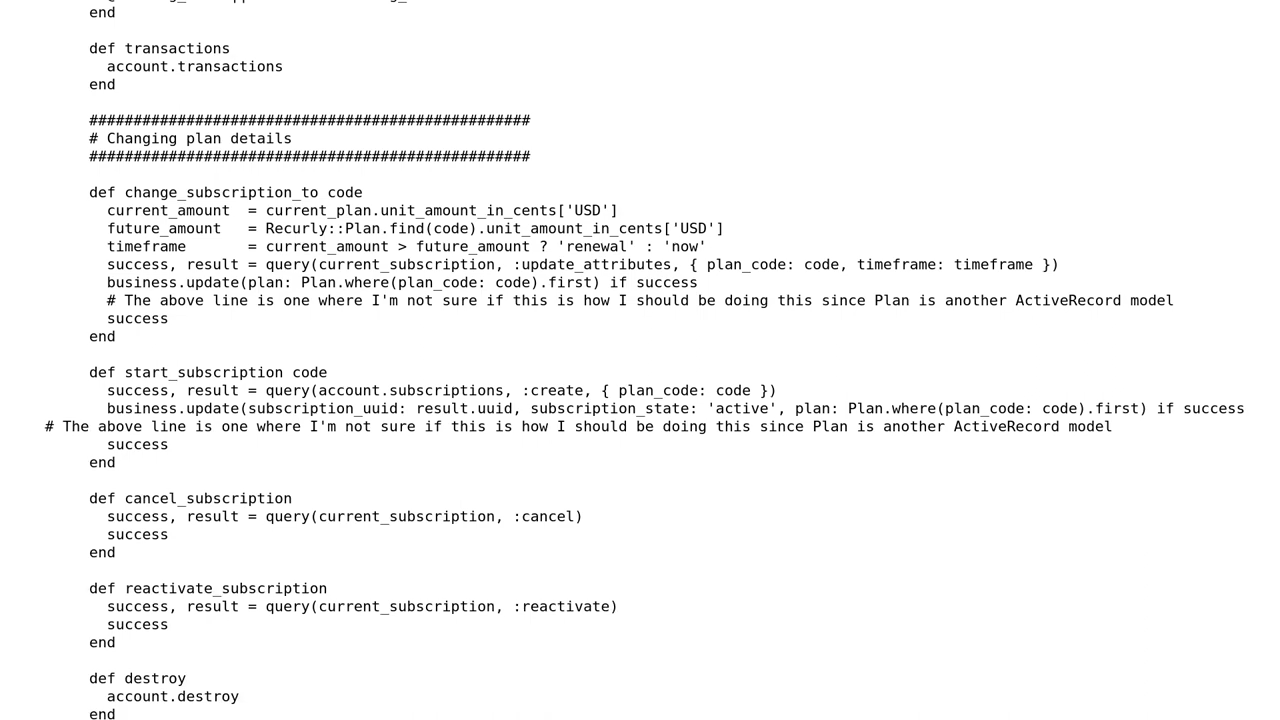 end
def transactions
account.transactions
end
##################################################
# Changing plan details
##################################################
def change_subscription_to code
current_amount  = current_plan.unit_amount_in_cents['USD']
future_amount   = Recurly::Plan.find(code).unit_amount_in_cents['USD']
timeframe       = current_amount > future_amount ? 'renewal' : 'now'
success, result = query(current_subscription, :update_attributes, { plan_code: code, timeframe: timeframe })
business.update(plan: Plan.where(plan_code: code).first) if success
# The above line is one where I'm not sure if this is how I should be doing this since Plan is another ActiveRecord model
success
end
def start_subscription code
success, result = query(account.subscriptions, :create, { plan_code: code })
business.update(subscription_uuid: result.uuid, subscription_state: 'active', plan: Plan.where(plan_code: code).first) if success
# The above line is one where I'm not sure if this is how I should be doing this since Plan is another ActiveRecord model
success
end
def cancel_subscription
success, result = query(current_subscription, :cancel)
success
end
def reactivate_subscription
success, result = query(current_subscription, :reactivate)
success
end
def destroy
account.destroy
end